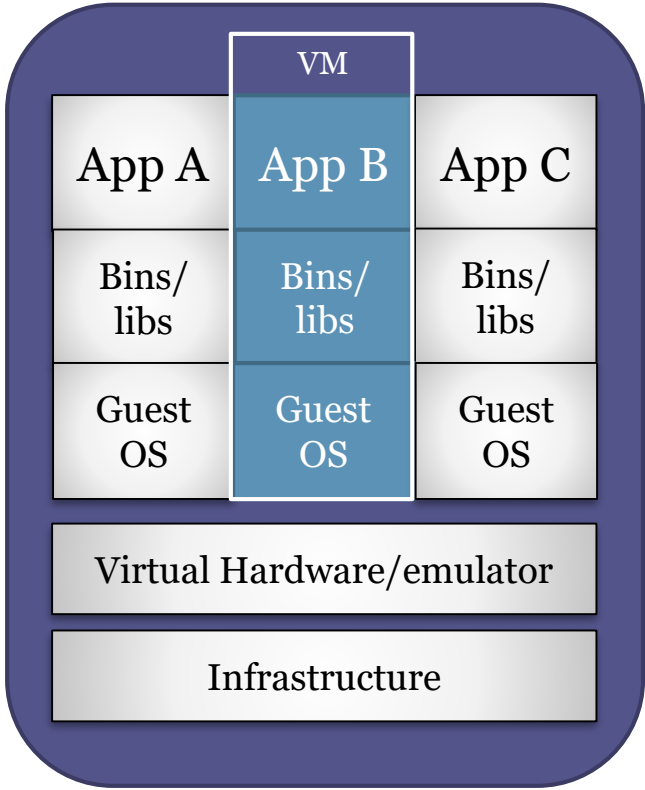 VM
App A
App B
App C
Bins/
libs
Bins/
libs
Bins/
libs
Guest
OS
Guest
OS
Guest
OS
Virtual Hardware/emulator
Infrastructure